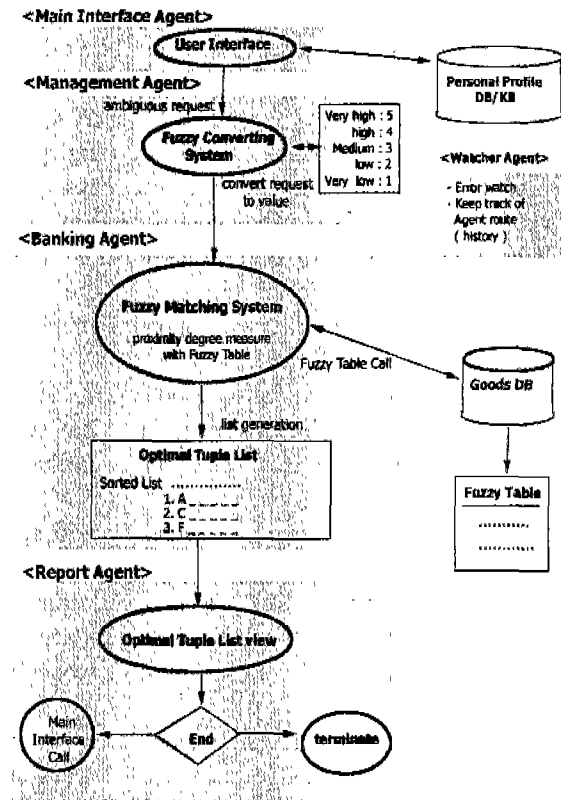 <Main Interface Agent>
User Interface
Personal Profile
DB/KB
<Management Agent>
ambiguous request
Fuzzy Converting
System
Very high : 5
high : 4
Medium : 3
low : 2
Very low : 1
convert request
to value
<Watcher Agent>
- Error watch
- Keep track of
Agent route
( history )
<Banking Agent>
Fuzzy Matching System
proximity degree measure
with Fuzzy Table
Fuzzy Table Call
Goods DB
list generation
Optimal Tuple List
Sorted List ................
1. A
2. C
3. F
Fuzzy Table
<Report Agent>
Optimal Tuple List view
Main
Interface
Call
End
terminate